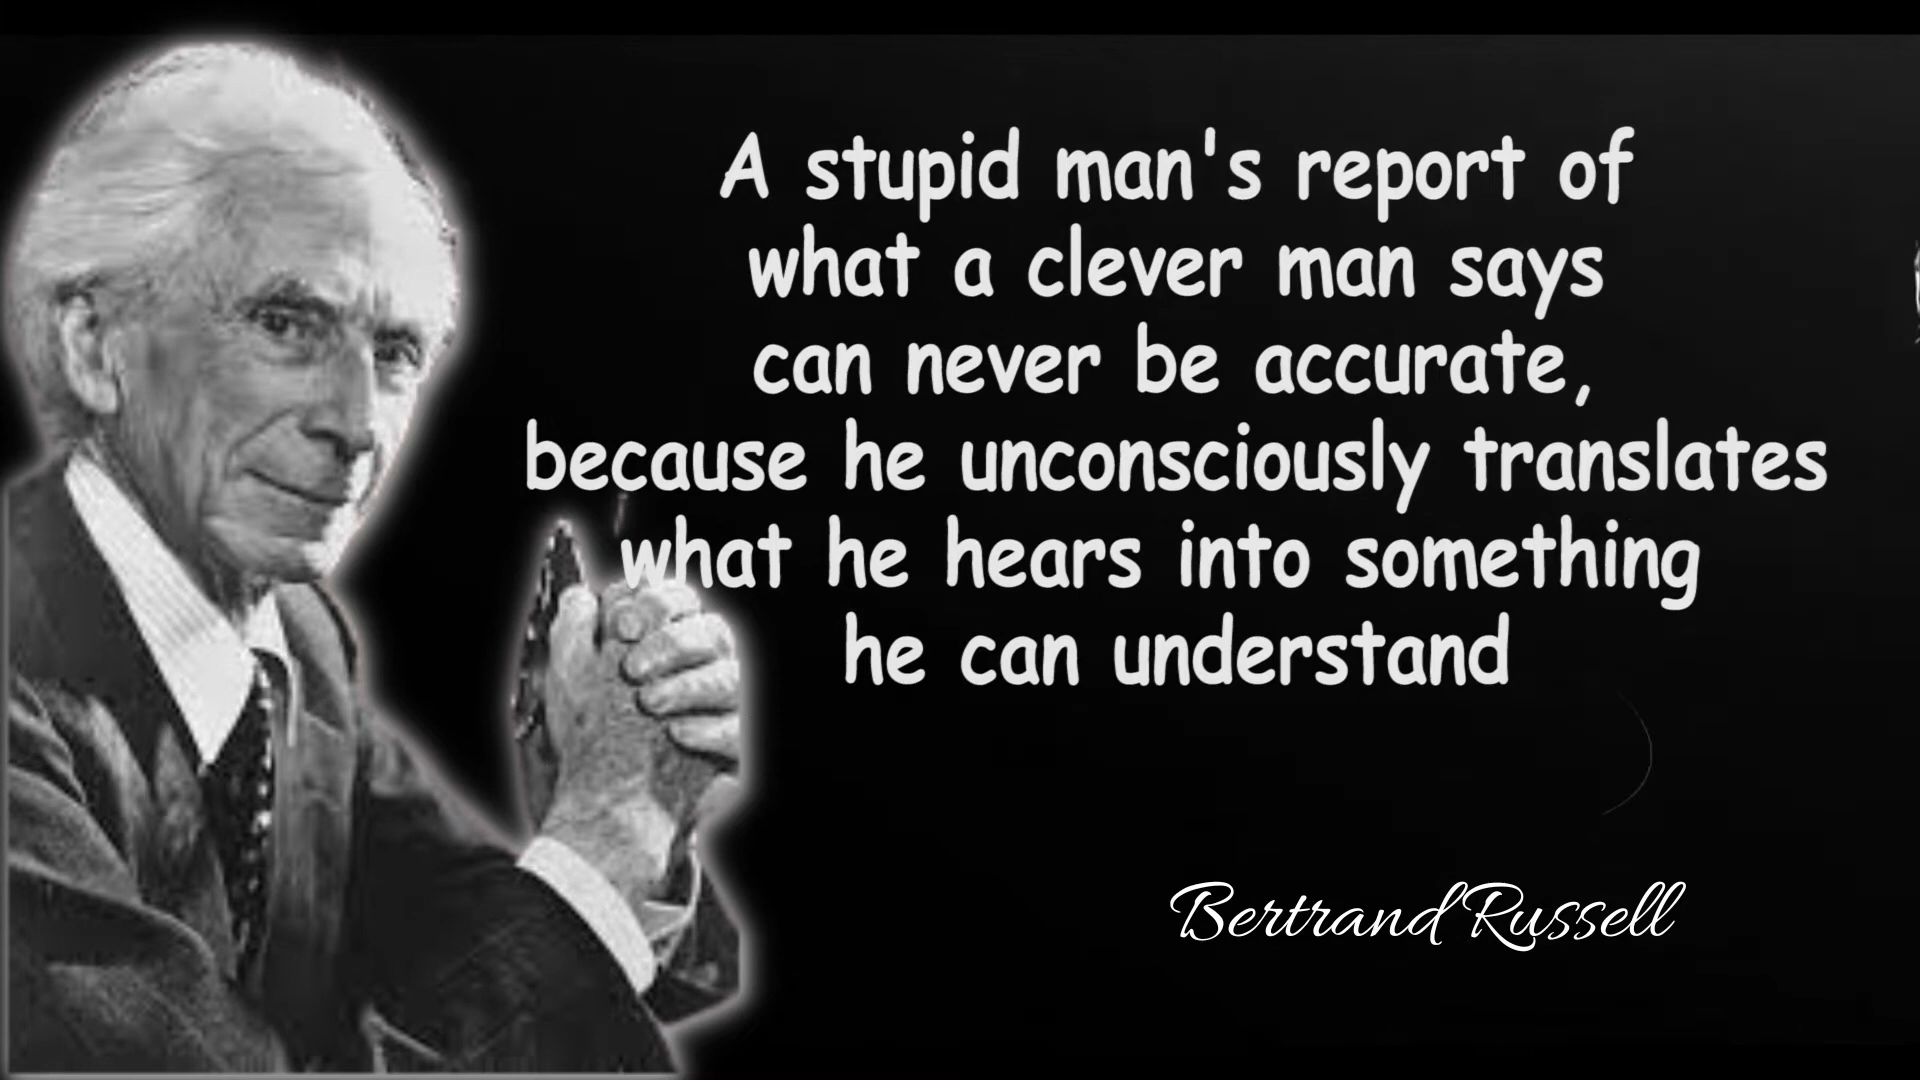 A stupid man's report of
what a clever man says
can never be accurate,
because he unconsciously translates
what he hears into something
he can understand
Bertrand Russell